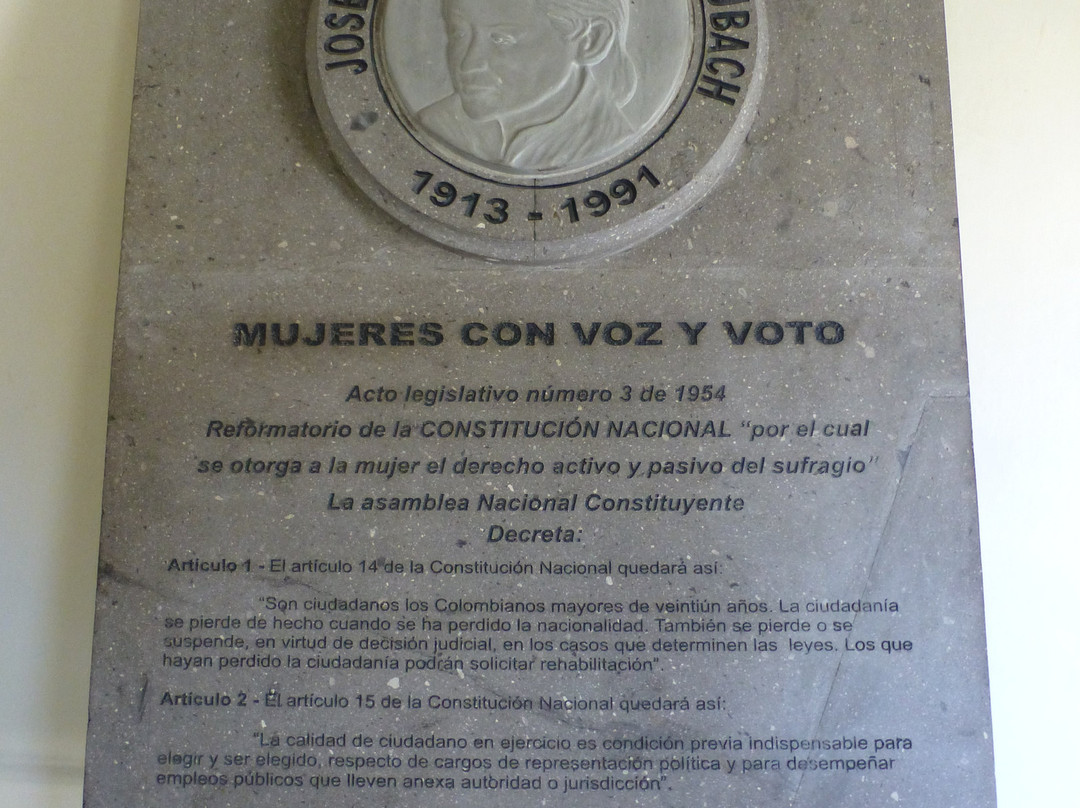 JOSE
UBACH
1913 - 1991
MUJERES CON VOZ Y VOTO
Acto legislativo número 3 de 1954
Reformatorio de la CONSTITUCIÓN NACIONAL “por el cual
se otorga a la mujer el derecho activo y pasivo del sufragio”
La asamblea Nacional Constituyente
Decreta:
Artículo 1 - El artículo 14 de la Constitución Nacional quedará así:
“Son ciudadanos los Colombianos mayores de veintiún años. La ciudadanía
se pierde de hecho cuando se ha perdido la nacionalidad. También se pierde o se
suspende, en virtud de decisión judicial, en los casos que determinen las leyes. Los que
hayan perdido la ciudadanía podrán solicitar rehabilitación”.
Artículo 2 - El artículo 15 de la Constitución Nacional quedará así:
“La calidad de ciudadano en ejercicio es condición previa indispensable para
elegir y ser elegido, respecto de cargos de representación política y para desempeñar
empleos públicos que lleven anexa autoridad o jurisdicción”.